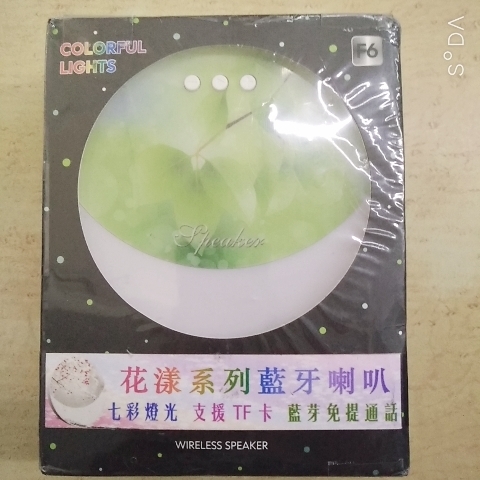 COLORFUL
LIGHTS
F6
SODA
Speaker
花漾系列藍牙喇叭
七彩燈光 支援TF卡 藍芽免提通話
WIRELESS SPEAKER